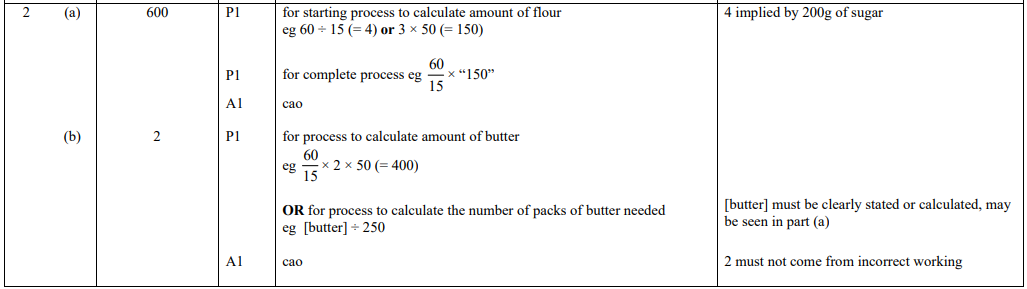 2 (a) 600 P1 for starting process to calculate amount of flour 4 implied by 200g of sugar
eg 60 ÷ 15 (= 4) or 3 × 50 (= 150)
P1 for complete process eg 60/15 × “150”
A1 cao
(b) 2 P1 for process to calculate amount of butter
eg 60/15 × 2 × 50 (= 400)
OR for process to calculate the number of packs of butter needed [butter] must be clearly stated or calculated, may
eg [butter] ÷ 250 be seen in part (a)
A1 cao 2 must not come from incorrect working